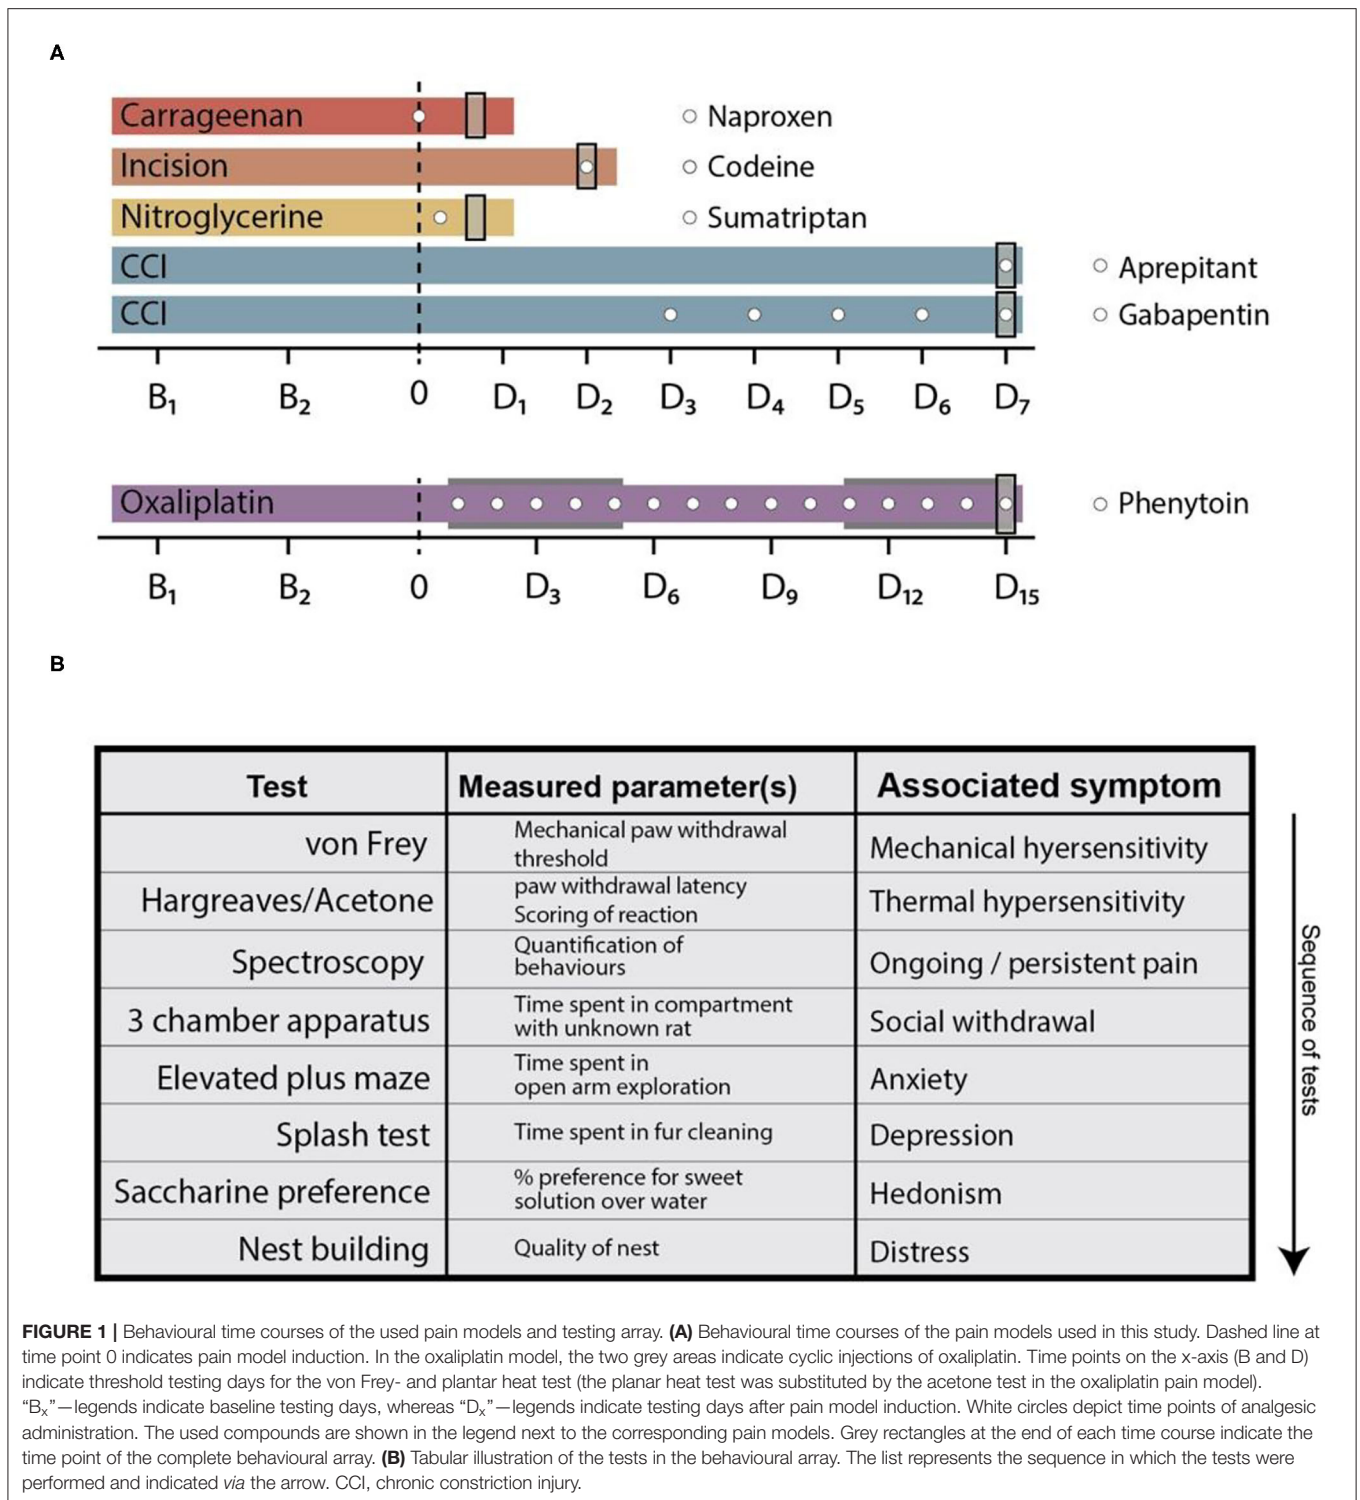 A
Carrageenan
Naproxen
Incision
Codeine
Nitroglycerine
Sumatriptan
CCI
Aprepitant
CCI
Gabapentin
B1 B2 0 D1 D2 D3 D4 D5 D6 D7
Oxaliplatin
Phenytoin
B1 B2 0 D3 D6 D9 D12 D15
B
Test Measured parameter(s) Associated symptom
von Frey
Mechanical paw withdrawal
threshold
Mechanical hyersensitivity
Hargreaves/Acetone
paw withdrawal latency
Scoring of reaction
Thermal hypersensitivity
Spectroscopy
Quantification of
behaviours
Ongoing / persistent pain
3 chamber apparatus
Time spent in compartment
with unknown rat
Social withdrawal
Elevated plus maze
Time spent in
open arm exploration
Anxiety
Splash test
Time spent in fur cleaning
Depression
Saccharine preference
% preference for sweet
solution over water
Hedonism
Nest building
Quality of nest
Distress
Sequence of tests
FIGURE 1 | Behavioural time courses of the used pain models and testing array. (A) Behavioural time courses of the pain models used in this study. Dashed line at
time point 0 indicates pain model induction. In the oxaliplatin model, the two grey areas indicate cyclic injections of oxaliplatin. Time points on the x-axis (B and D)
indicate threshold testing days for the von Frey- and plantar heat test (the planar heat test was substituted by the acetone test in the oxaliplatin pain model).
“Bx”—legends indicate baseline testing days, whereas “Dx”—legends indicate testing days after pain model induction. White circles depict time points of analgesic
administration. The used compounds are shown in the legend next to the corresponding pain models. Grey rectangles at the end of each time course indicate the
time point of the complete behavioural array. (B) Tabular illustration of the tests in the behavioural array. The list represents the sequence in which the tests were
performed and indicated via the arrow. CCI, chronic constriction injury.